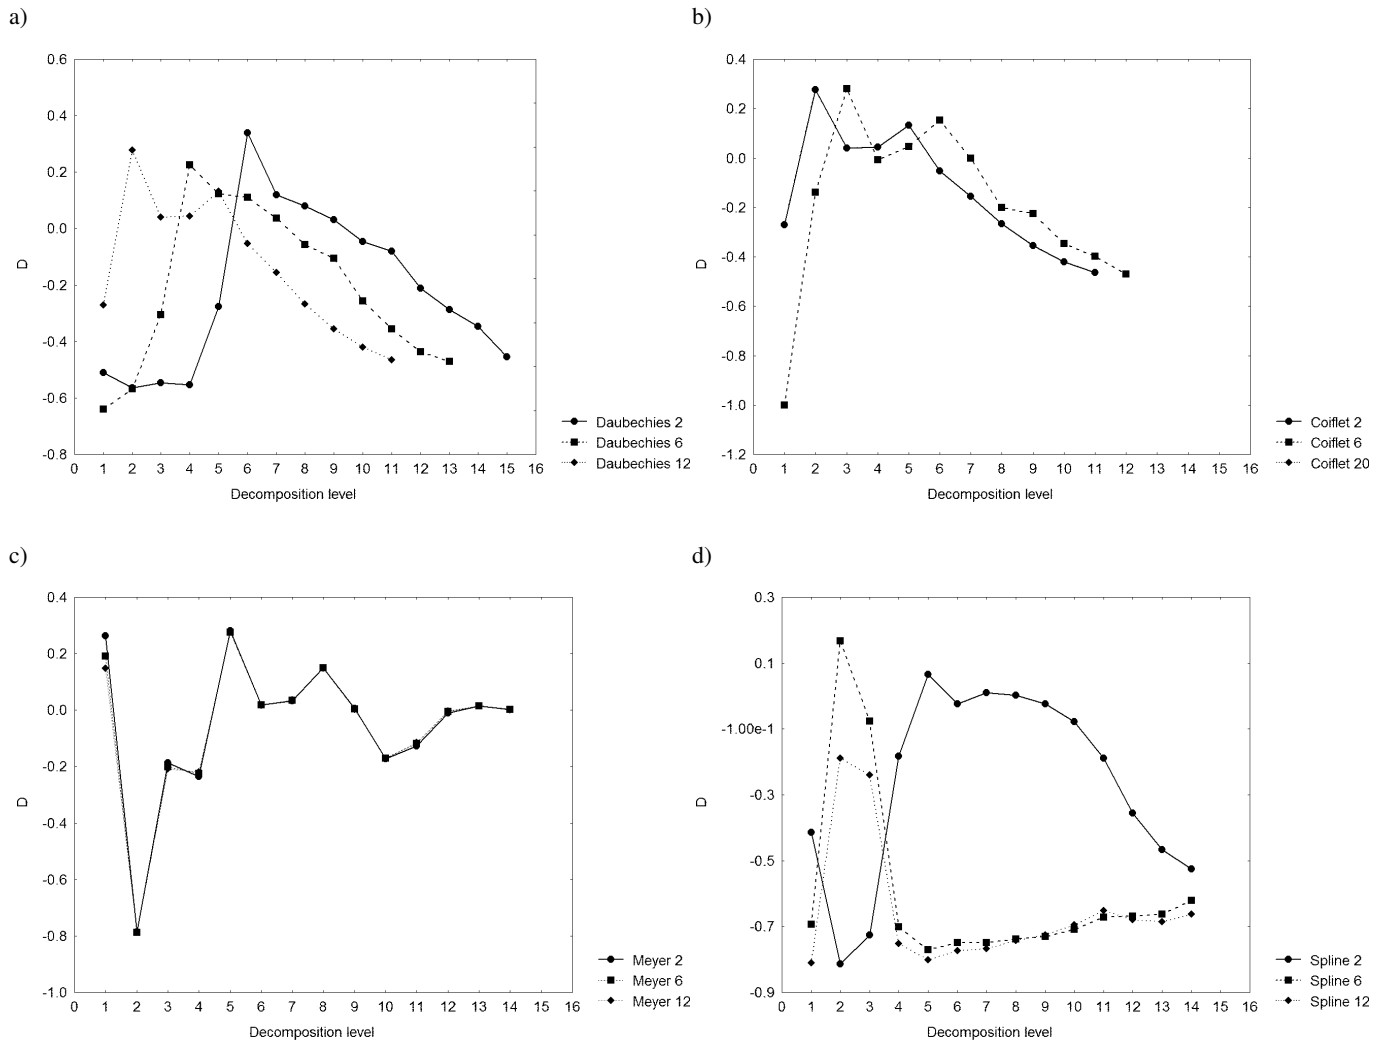 a)
0.6
0.4
0.2
0.0
-0.2
-0.4
-0.6
-0.8
D
0 1 2 3 4 5 6 7 8 9 10 11 12 13 14 15 16
Decomposition level
Daubechies 2
Daubechies 6
Daubechies 12
b)
0.4
0.2
0.0
-0.2
-0.4
-0.6
-0.8
-1.0
-1.2
D
0 1 2 3 4 5 6 7 8 9 10 11 12 13 14 15 16
Decomposition level
Coiflet 2
Coiflet 6
Coiflet 20
c)
0.4
0.2
0.0
-0.2
-0.4
-0.6
-0.8
-1.0
D
0 1 2 3 4 5 6 7 8 9 10 11 12 13 14 15 16
Decomposition level
Meyer 2
Meyer 6
Meyer 12
d)
0.3
0.1
-1.00e-1
-0.3
-0.5
-0.7
-0.9
D
0 1 2 3 4 5 6 7 8 9 10 11 12 13 14 15 16
Decomposition level
Spline 2
Spline 6
Spline 12